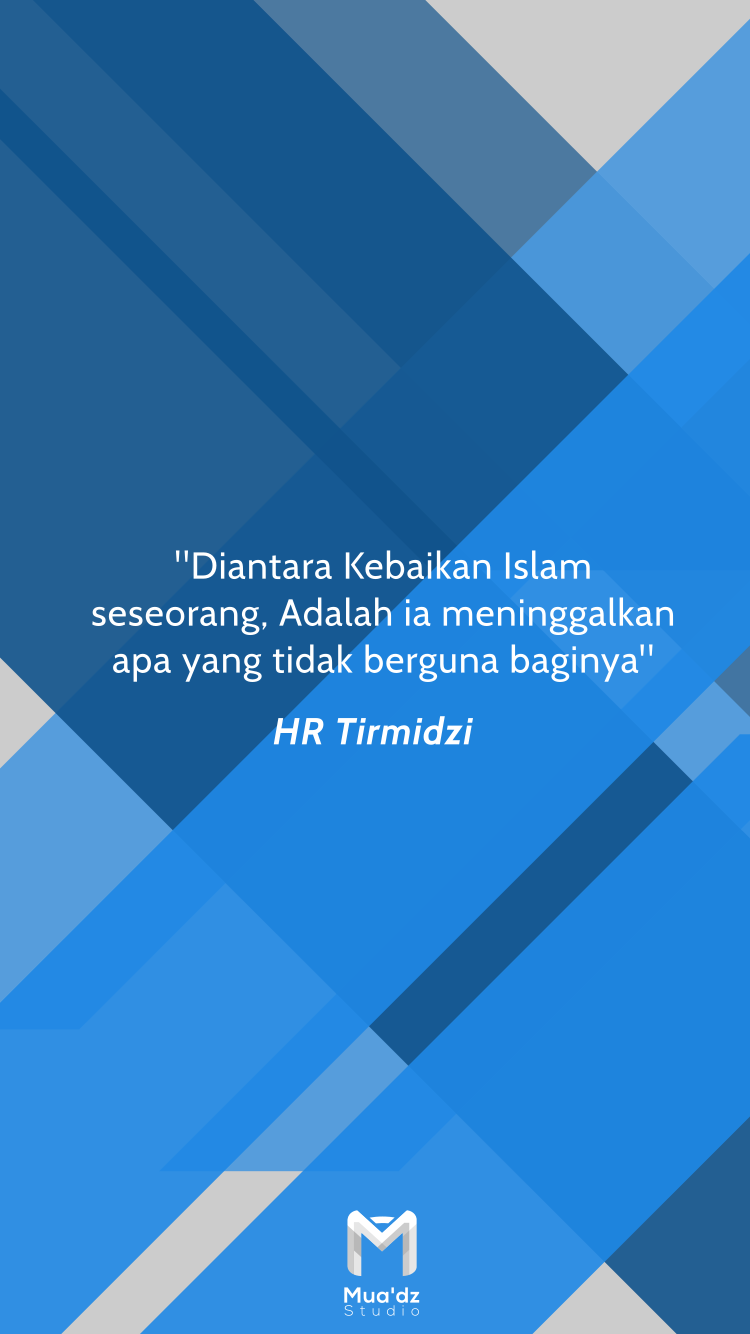 "Diantara Kebaikan Islam
seseorang, Adalah ia meninggalkan
apa yang tidak berguna baginya"
HR Tirmidzi
Mua'dz
Studio